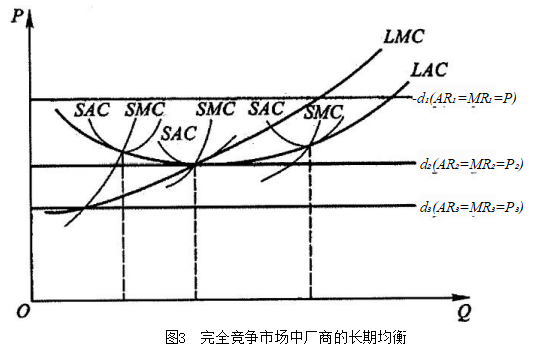 P
LMC
LAC
SAC SMC SMC SAC SMC
-d₁(AR₁=MR₁=P)
SAC
d₂(AR₂=MR₂=P₂)
d₃(AR₃=MR₃=P₃)
O
Q
图3 完全竞争市场中厂商的长期均衡